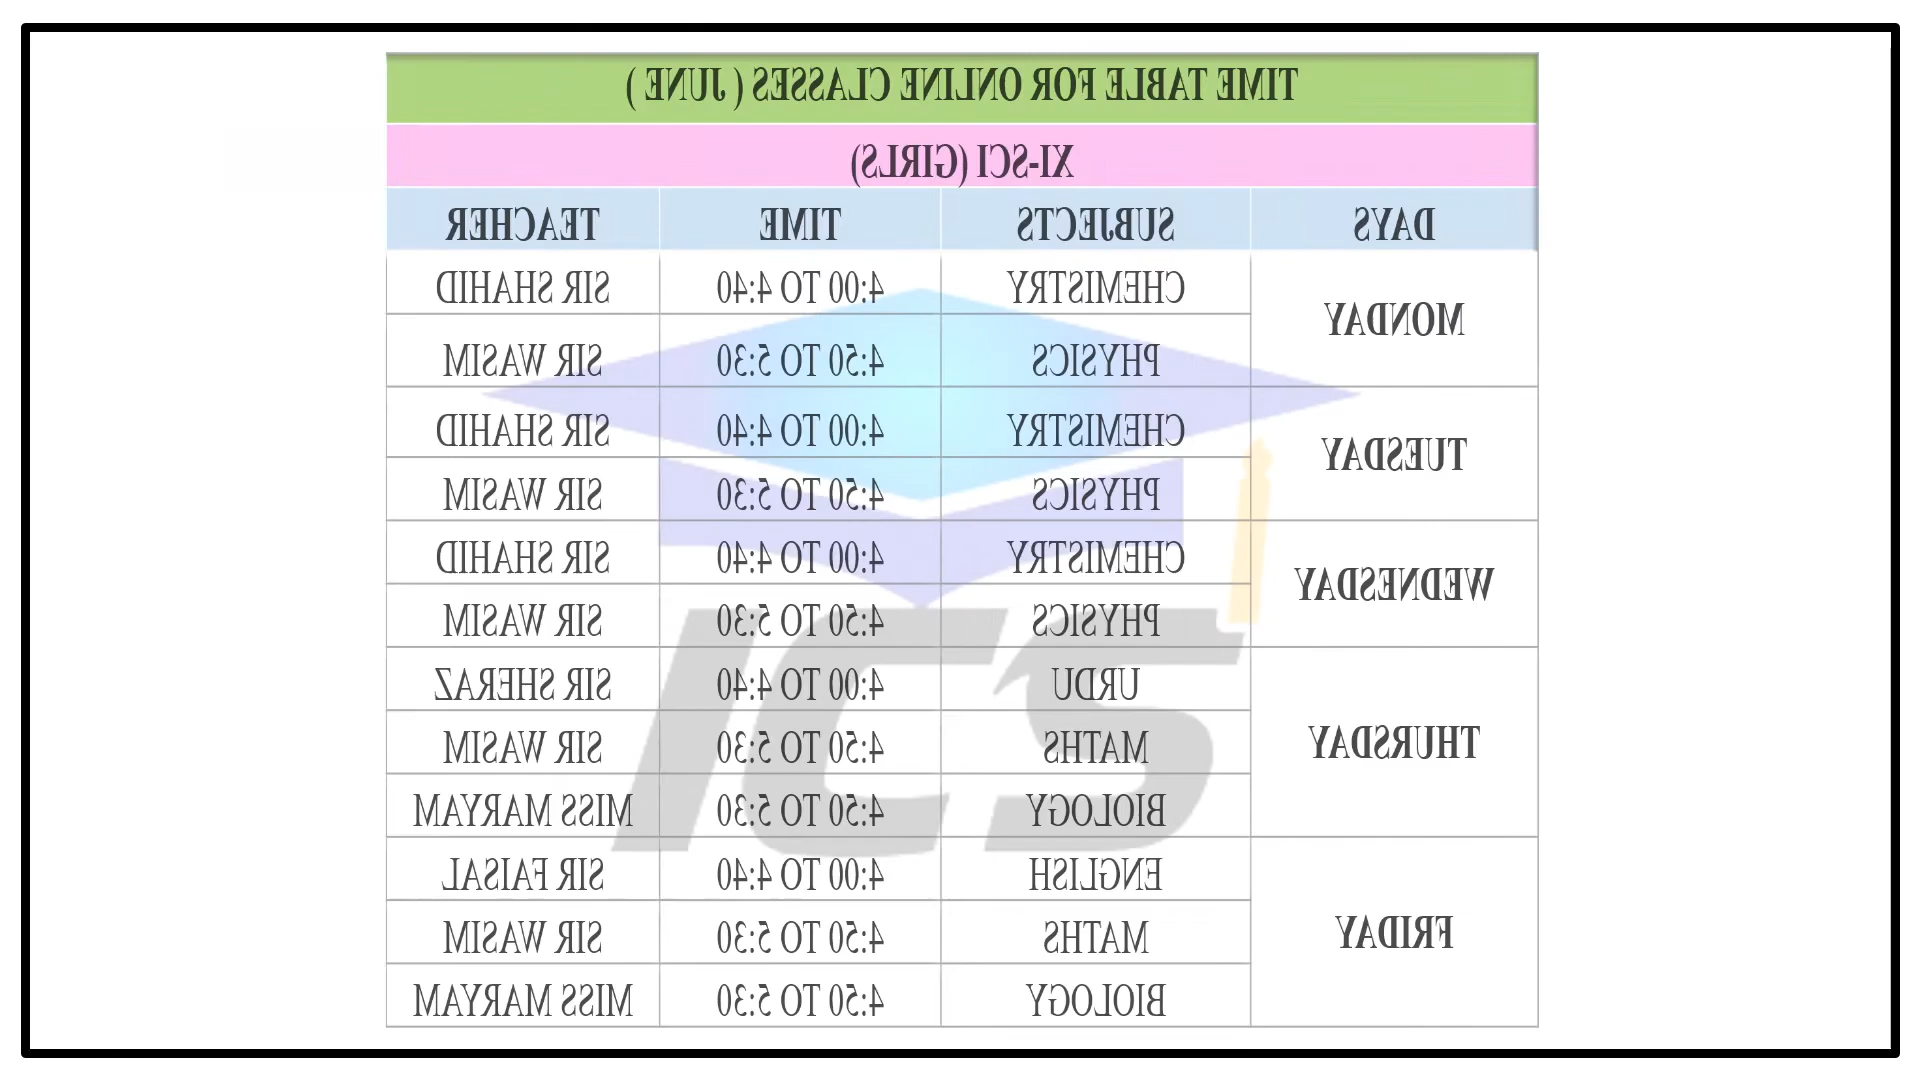 TIME TABLE FOR ONLINE CLASSES ( JUNE )
XI-SCI (GIRLS)
DAYS SUBJECTS TIME TEACHER
MONDAY CHEMISTRY 4:00 TO 4:40 SIR SHAHID
PHYSICS 4:50 TO 5:30 SIR WASIM
TUESDAY CHEMISTRY 4:00 TO 4:40 SIR SHAHID
PHYSICS 4:50 TO 5:30 SIR WASIM
WEDNESDAY CHEMISTRY 4:00 TO 4:40 SIR SHAHID
PHYSICS 4:50 TO 5:30 SIR WASIM
THURSDAY URDU 4:00 TO 4:40 SIR SHERAZ
MATHS 4:50 TO 5:30 SIR WASIM
BIOLOGY 4:50 TO 5:30 MISS MARYAM
FRIDAY ENGLISH 4:00 TO 4:40 SIR FAISAL
MATHS 4:50 TO 5:30 SIR WASIM
BIOLOGY 4:50 TO 5:30 MISS MARYAM
ICS